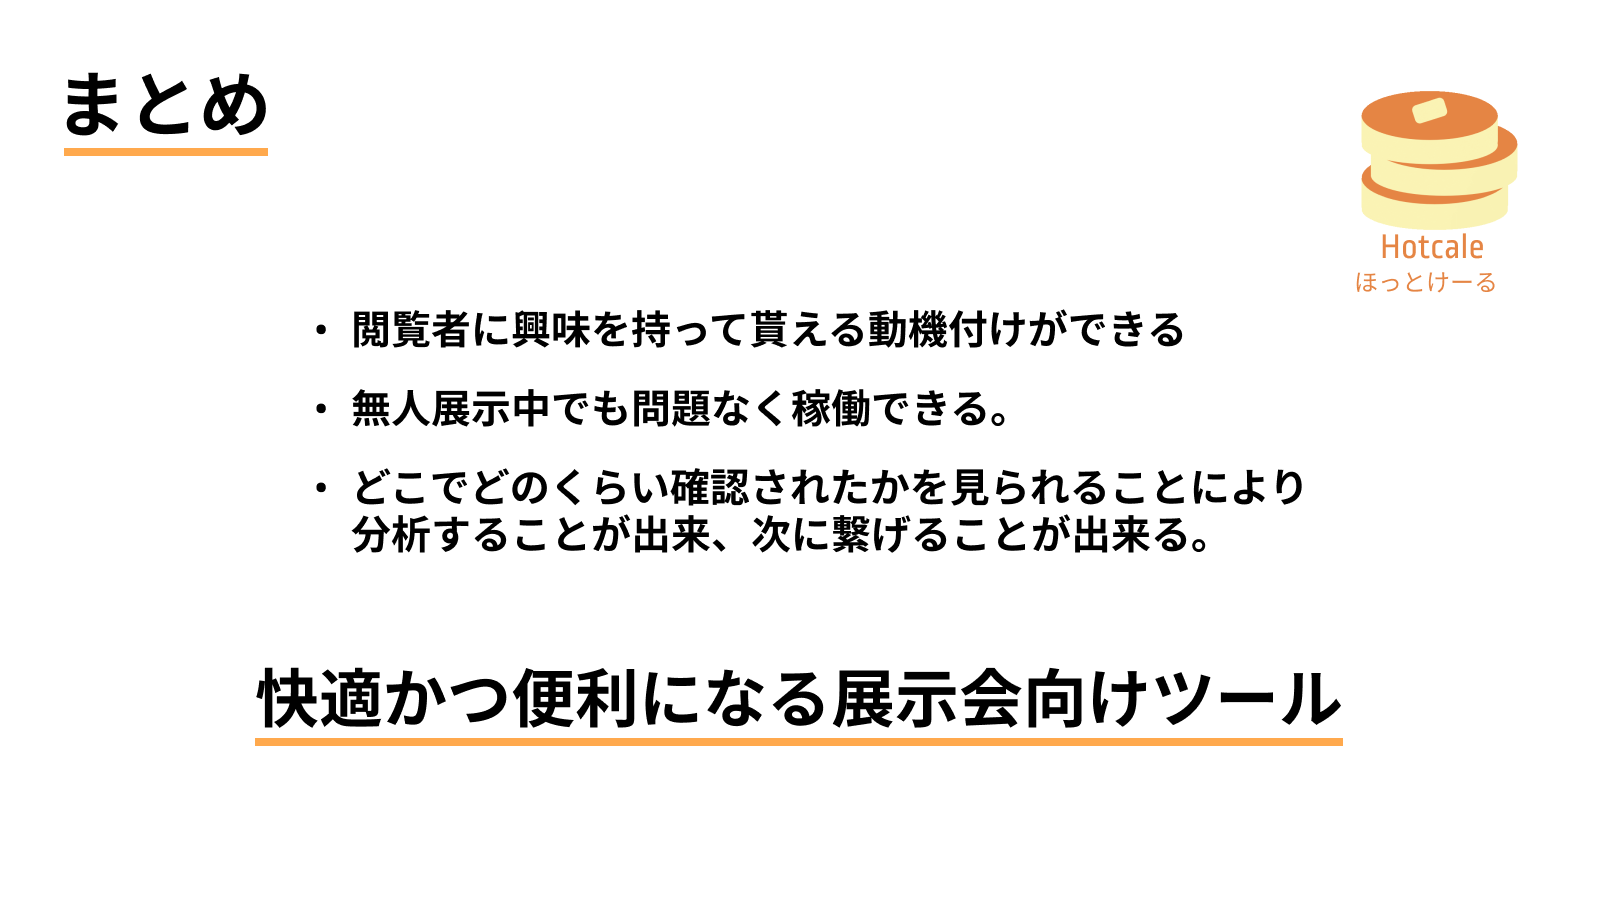 まとめ
Hotcale
ほっとけーる
・ 閲覧者に興味を持って貰える動機付けができる
・ 無人展示中でも問題なく稼働できる。
・ どこでどのくらい確認されたかを見られることにより
分析することが出来、次に繋げることが出来る。
快適かつ便利になる展示会向けツール